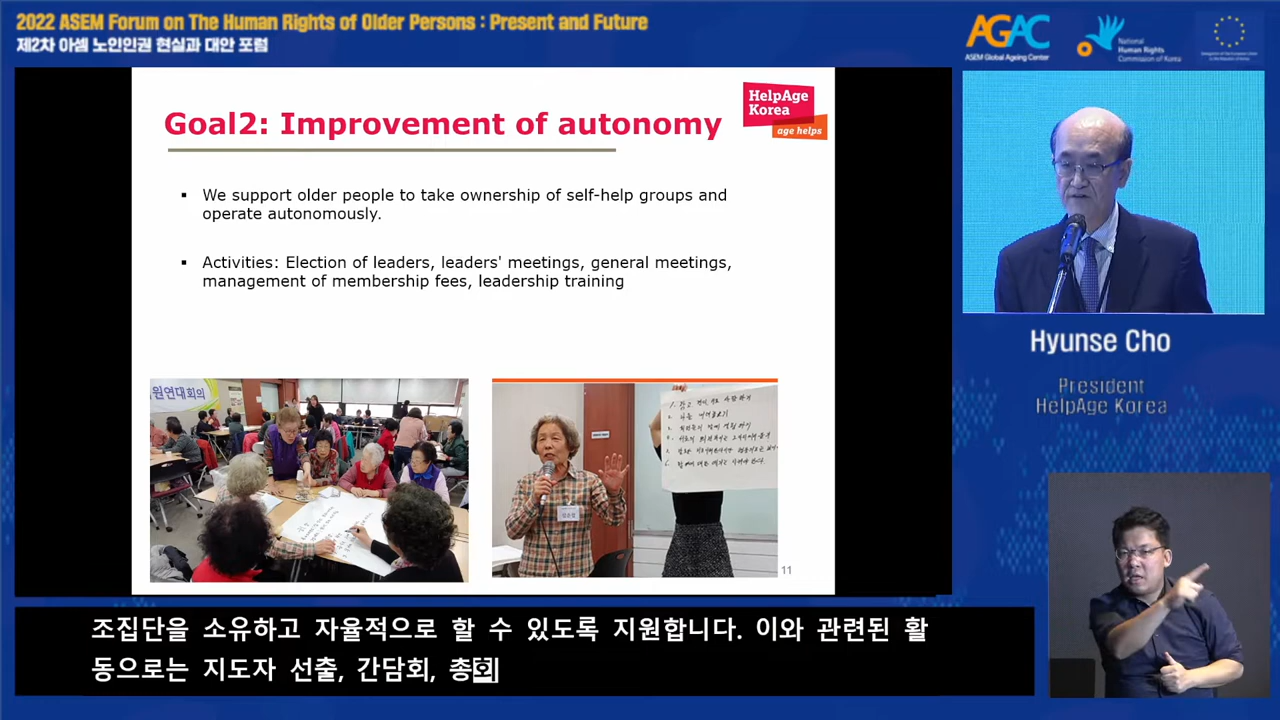 2022 ASEM Forum on The Human Rights of Older Persons : Present and Future
제2차 아셈 노인인권 현실과 대안 포럼
AGAC
ASEM Global Ageing Center
National
Human Rights
Commission of Korea
HelpAge
Korea
age helps
Goal2: Improvement of autonomy
▪ We support older people to take ownership of self-help groups and
operate autonomously.
▪ Activities: Election of leaders, leaders' meetings, general meetings,
management of membership fees, leadership training
원연대회의
11
Hyunse Cho
President
HelpAge Korea
조집단을 소유하고 자율적으로 할 수 있도록 지원합니다. 이와 관련된 활
동으로는 지도자 선출, 간담회, 총회